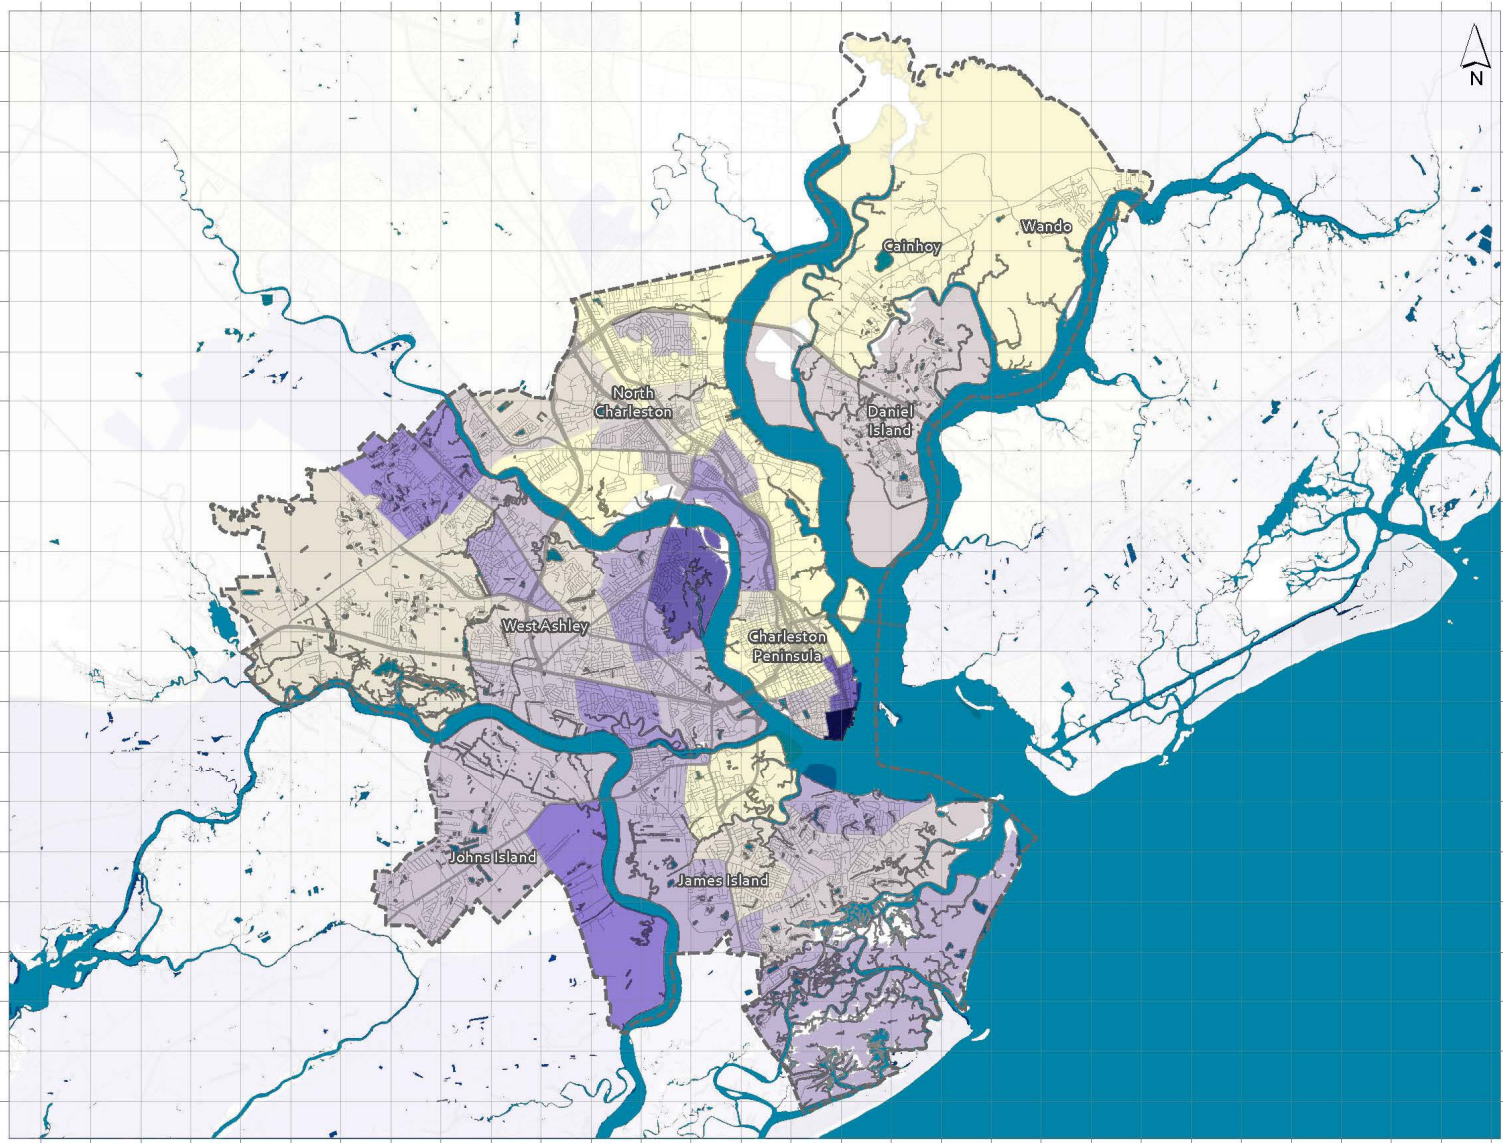 N
Wando
Cainhoy
North
Charleston
Daniel
Island
West Ashley
Charleston
Peninsula
Johns Island
James Island